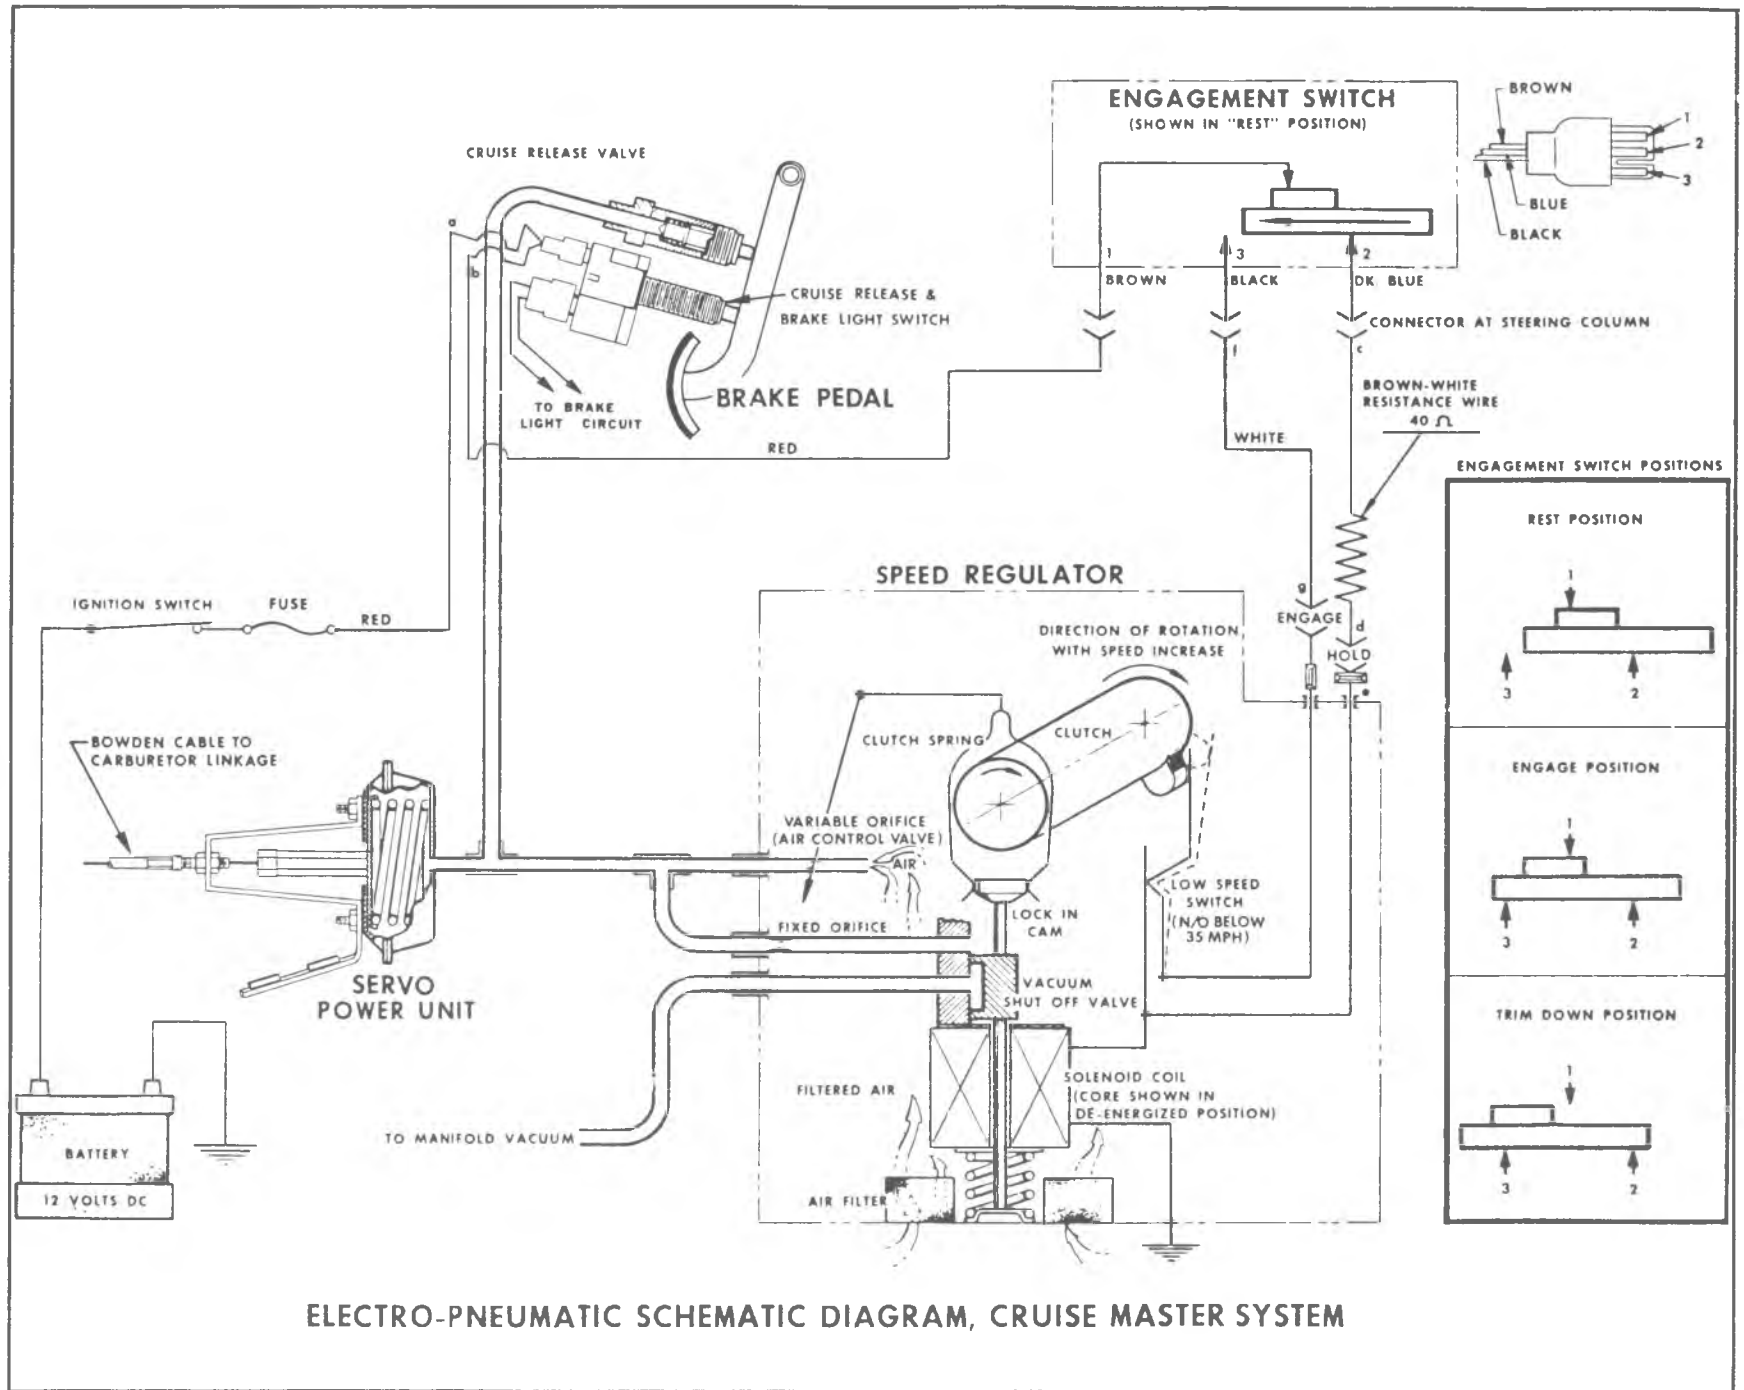 ENGAGEMENT SWITCH
(SHOWN IN "REST" POSITION)
BROWN
1
2
3
BLUE
BLACK
CRUISE RELEASE VALVE
a
b
1
3
2
BROWN
BLACK
DK BLUE
CRUISE RELEASE &
BRAKE LIGHT SWITCH
CONNECTOR AT STEERING COLUMN
f
c
BROWN-WHITE
RESISTANCE WIRE
40 Ω
BRAKE PEDAL
TO BRAKE
LIGHT CIRCUIT
RED
WHITE
ENGAGEMENT SWITCH POSITIONS
REST POSITION
1
3
2
ENGAGE POSITION
1
3
2
TRIM DOWN POSITION
1
3
2
SPEED REGULATOR
g
ENGAGE
d
HOLD
e
IGNITION SWITCH
FUSE
RED
DIRECTION OF ROTATION
WITH SPEED INCREASE
CLUTCH SPRING
CLUTCH
BOWDEN CABLE TO
CARBURETOR LINKAGE
VARIABLE ORIFICE
(AIR CONTROL VALVE)
AIR
LOW SPEED
SWITCH
(N/O BELOW
35 MPH)
LOCK IN
CAM
FIXED ORIFICE
SERVO
POWER UNIT
VACUUM
SHUT OFF VALVE
FILTERED AIR
SOLENOID COIL
(CORE SHOWN IN
DE-ENERGIZED POSITION)
TO MANIFOLD VACUUM
BATTERY
12 VOLTS DC
AIR FILTER
ELECTRO-PNEUMATIC SCHEMATIC DIAGRAM, CRUISE MASTER SYSTEM